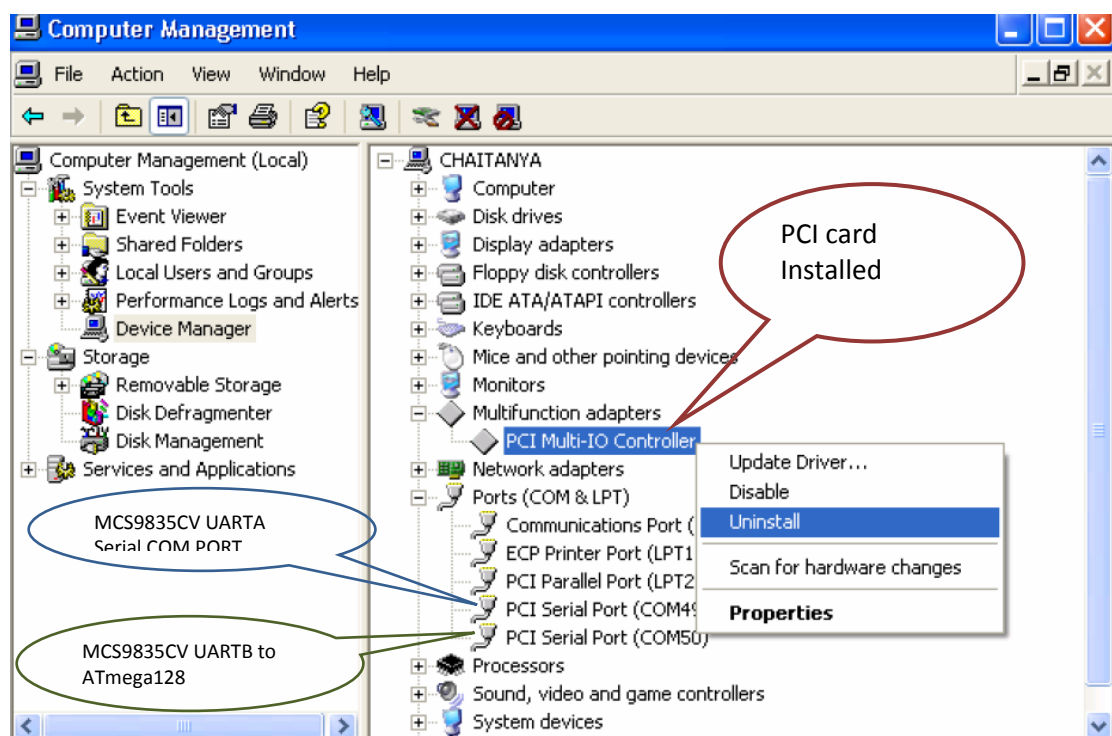 Computer Management
File Action View Window Help
Computer Management (Local)
System Tools
Event Viewer
Shared Folders
Local Users and Groups
Performance Logs and Alerts
Device Manager
Storage
Removable Storage
Disk Defragmenter
Disk Management
Services and Applications
MCS9835CV UARTA
Serial COM PORT
MCS9835CV UARTB to
ATmega128
CHAITANYA
Computer
Disk drives
Display adapters
Floppy disk controllers
IDE ATA/ATAPI controllers
Keyboards
Mice and other pointing devices
Monitors
Multifunction adapters
PCI Multi-IO Controller
Network adapters
Ports (COM & LPT)
Communications Port (
ECP Printer Port (LPT1
PCI Parallel Port (LPT2
PCI Serial Port (COM49
PCI Serial Port (COM50)
Processors
Sound, video and game controllers
System devices
PCI card
Installed
Update Driver...
Disable
Uninstall
Scan for hardware changes
Properties